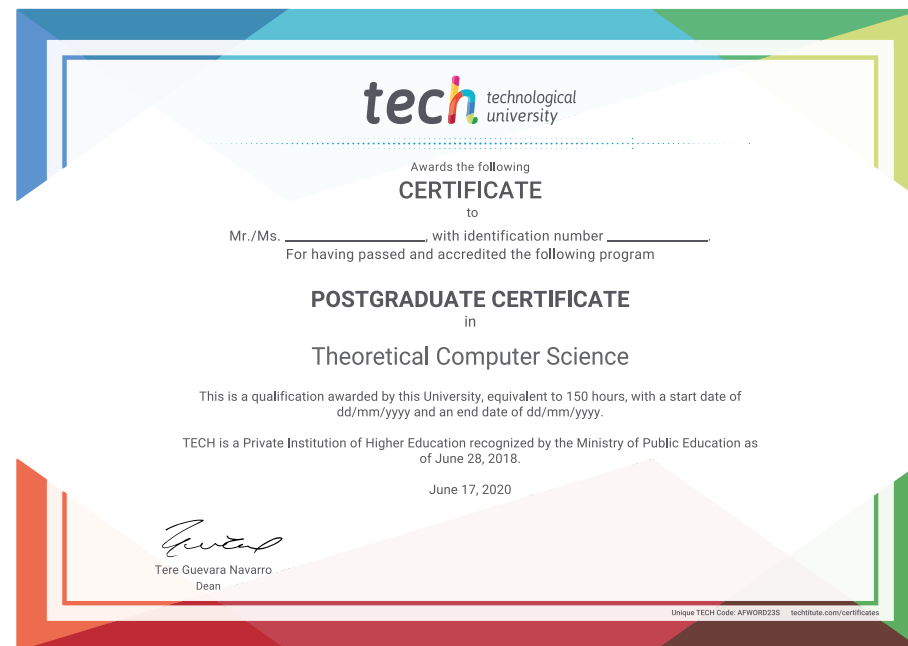 tech technological
university
Awards the following
CERTIFICATE
to
Mr./Ms. ____________________, with identification number ______________.
For having passed and accredited the following program
POSTGRADUATE CERTIFICATE
in
Theoretical Computer Science
This is a qualification awarded by this University, equivalent to 150 hours, with a start date of
dd/mm/yyyy and an end date of dd/mm/yyyy.
TECH is a Private Institution of Higher Education recognized by the Ministry of Public Education as
of June 28, 2018.
June 17, 2020
Tere Guevara Navarro
Dean
Unique TECH Code: AFWORD23S techtitute.com/certificates